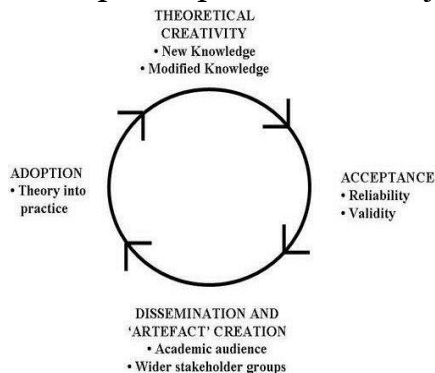 THEORETICAL
CREATIVITY
• New Knowledge
• Modified Knowledge
ADOPTION
• Theory into
practice
ACCEPTANCE
• Reliability
• Validity
DISSEMINATION AND
'ARTEFACT' CREATION
• Academic audience
• Wider stakeholder groups